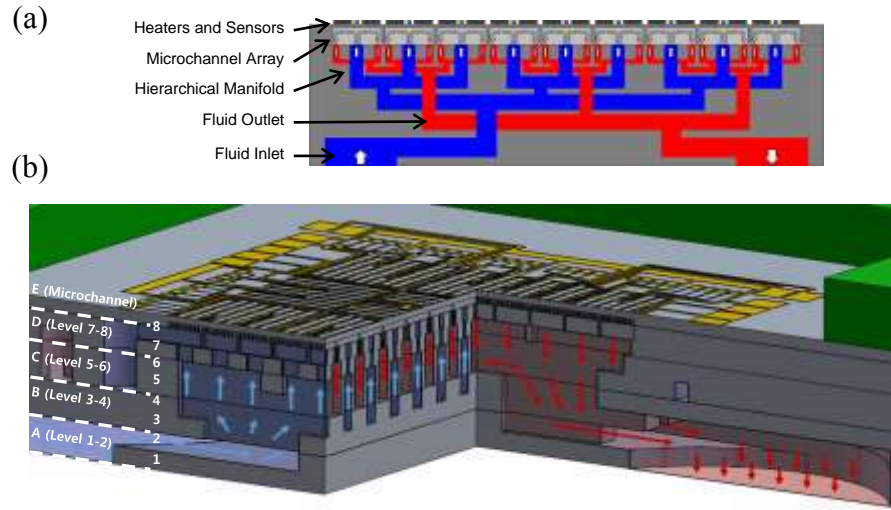 (a)
Heaters and Sensors
Microchannel Array
Hierarchical Manifold
Fluid Outlet
Fluid Inlet
(b)
E (Microchannel)
D (Level 7-8)
C (Level 5-6)
B (Level 3-4)
A (Level 1-2)
8
7
6
5
4
3
2
1